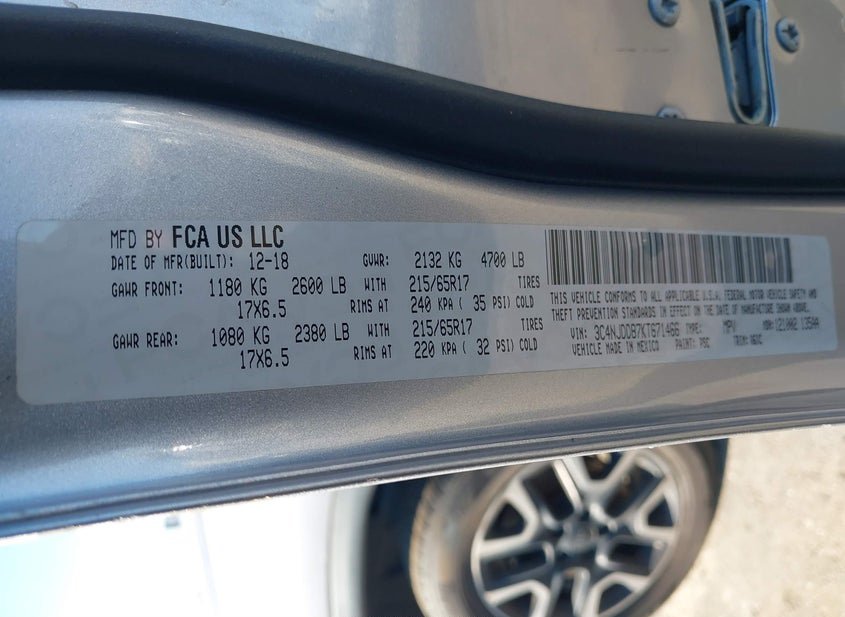 MFD BY FCA US LLC
DATE OF MFR(BUILT): 12-18 GVWR: 2132 KG 4700 LB
GAWR FRONT: 1180 KG 2600 LB WITH 215/65R17 TIRES
17X6.5 RIMS AT 240 KPA ( 35 PSI) COLD
GAWR REAR: 1080 KG 2380 LB WITH 215/65R17 TIRES
17X6.5 RIMS AT 220 KPA ( 32 PSI) COLD
THIS VEHICLE CONFORMS TO ALL APPLICABLE U.S.A. FEDERAL MOTOR VEHICLE SAFETY AND
THEFT PREVENTION STANDARDS IN EFFECT ON THE DATE OF MANUFACTURE SHOWN ABOVE.
VIN: 3C4NJDDB7KT671466 TYPE: MPV MDH: 121002 135AA
VEHICLE MADE IN MEXICO PAINT: PSC TRIM: